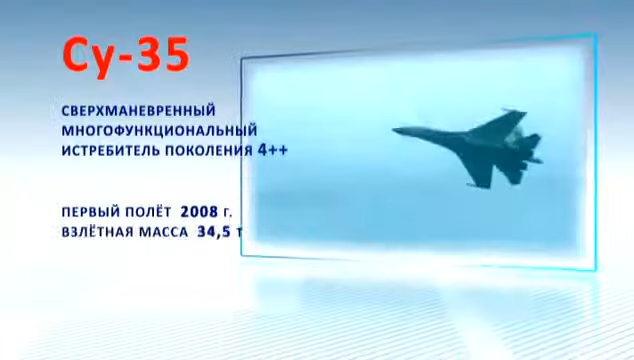 Су-35
СВЕРХМАНЕВРЕННЫЙ
МНОГОФУНКЦИОНАЛЬНЫЙ
ИСТРЕБИТЕЛЬ ПОКОЛЕНИЯ 4++
ПЕРВЫЙ ПОЛЁТ 2008 г.
ВЗЛЁТНАЯ МАССА 34,5 т